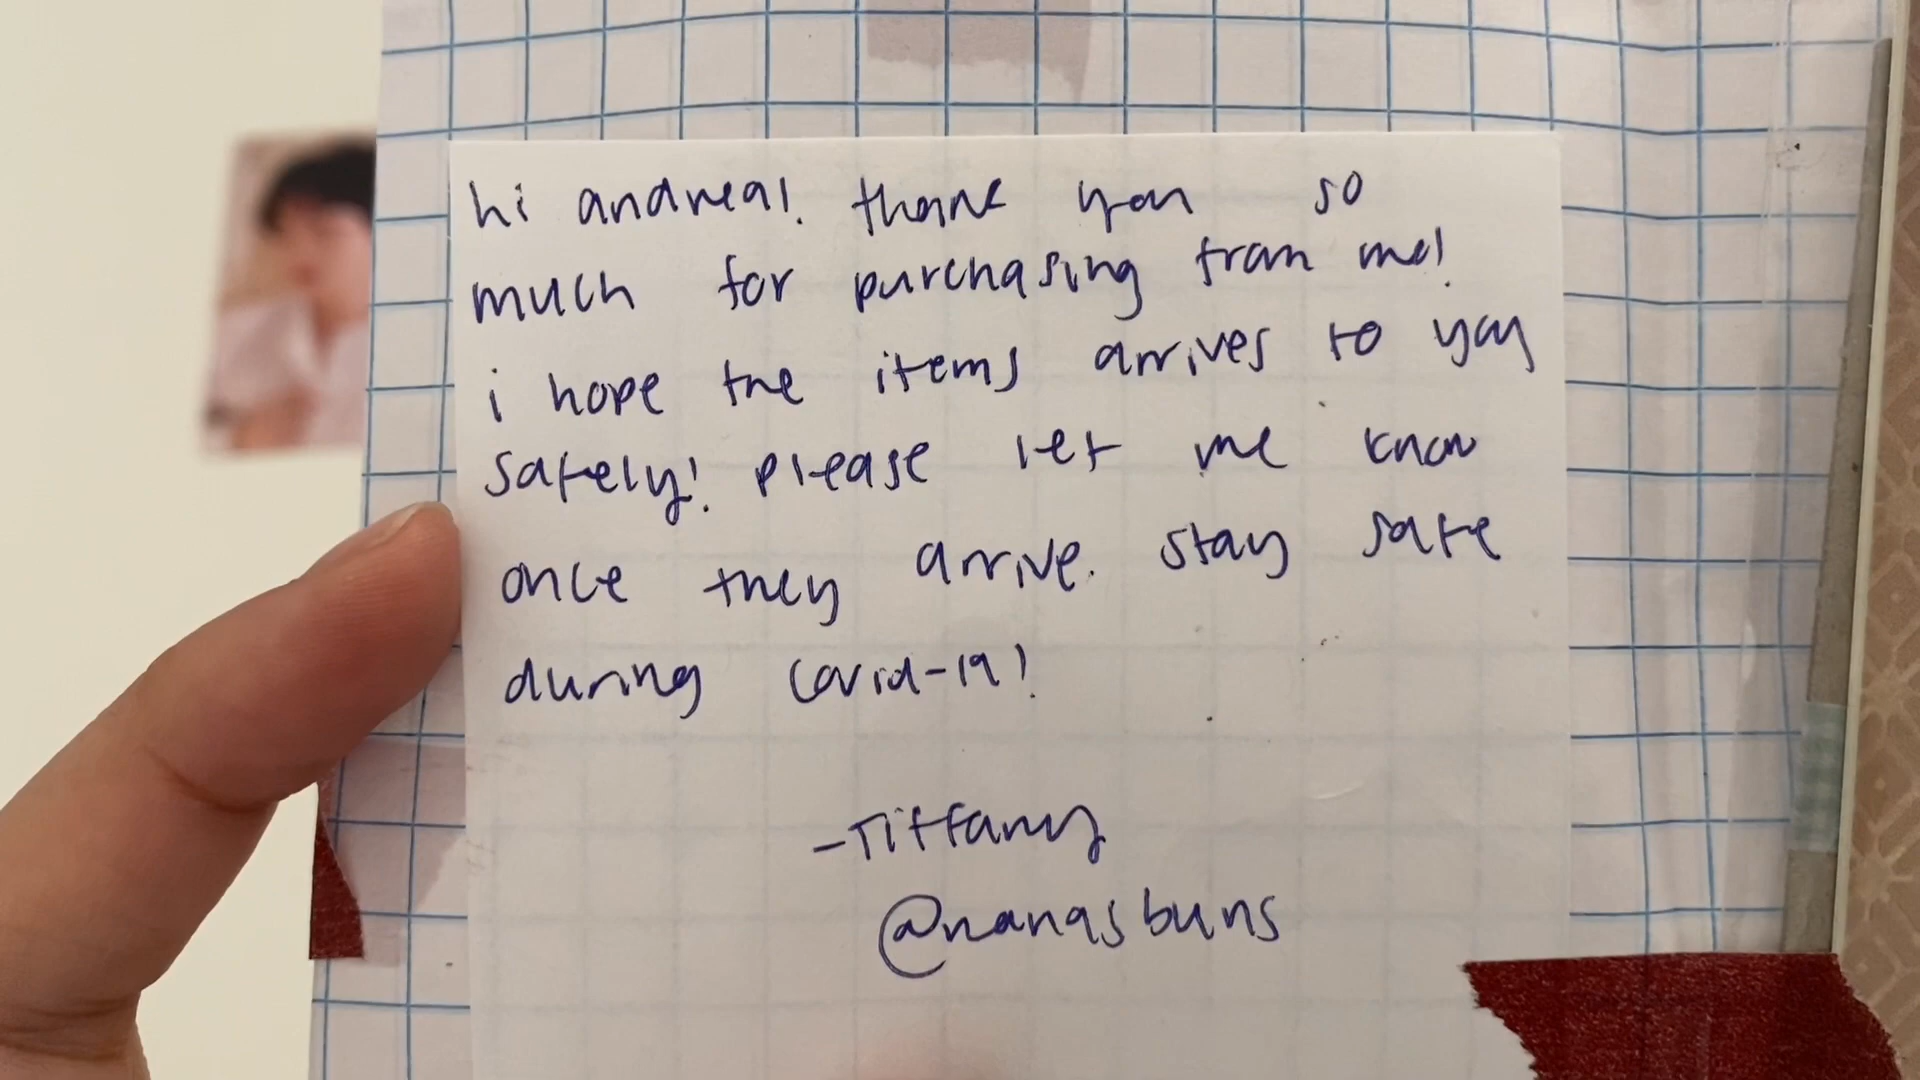 hi andrea! thank you so
much for purchasing from me!
i hope the items arrives to you
safely! please let me know
once they arrive. stay safe
during covid-19!
-Tiffany
@nanasbuns